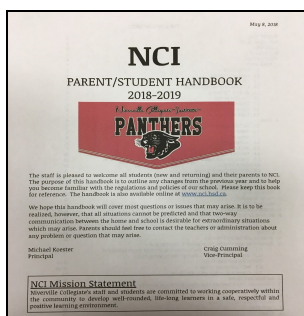 May 8, 2018
NCI
PARENT/STUDENT HANDBOOK
2018-2019
Niverville Collegiate
PANTHERS
The staff is pleased to welcome all students (new and returning) and their parents to NCI.
The purpose of this handbook is to outline any changes from the previous year and to help
you become familiar with the regulations and policies of our school. Please keep this book
for reference. The handbook is also available online at www.nci.hsd.ca.
We hope this handbook will cover most questions or issues that may arise. It is to be
realized, however, that all situations cannot be predicted and that two-way
communication between the home and school is desirable for extraordinary situations
which may arise. Parents should feel free to contact the teachers or administration about
any problem or question that may arise.
Michael Koester Craig Cumming
Principal Vice-Principal
NCI Mission Statement
Niverville Collegiate's staff and students are committed to working cooperatively within
the community to develop well-rounded, life-long learners in a safe, respectful and
positive learning environment.